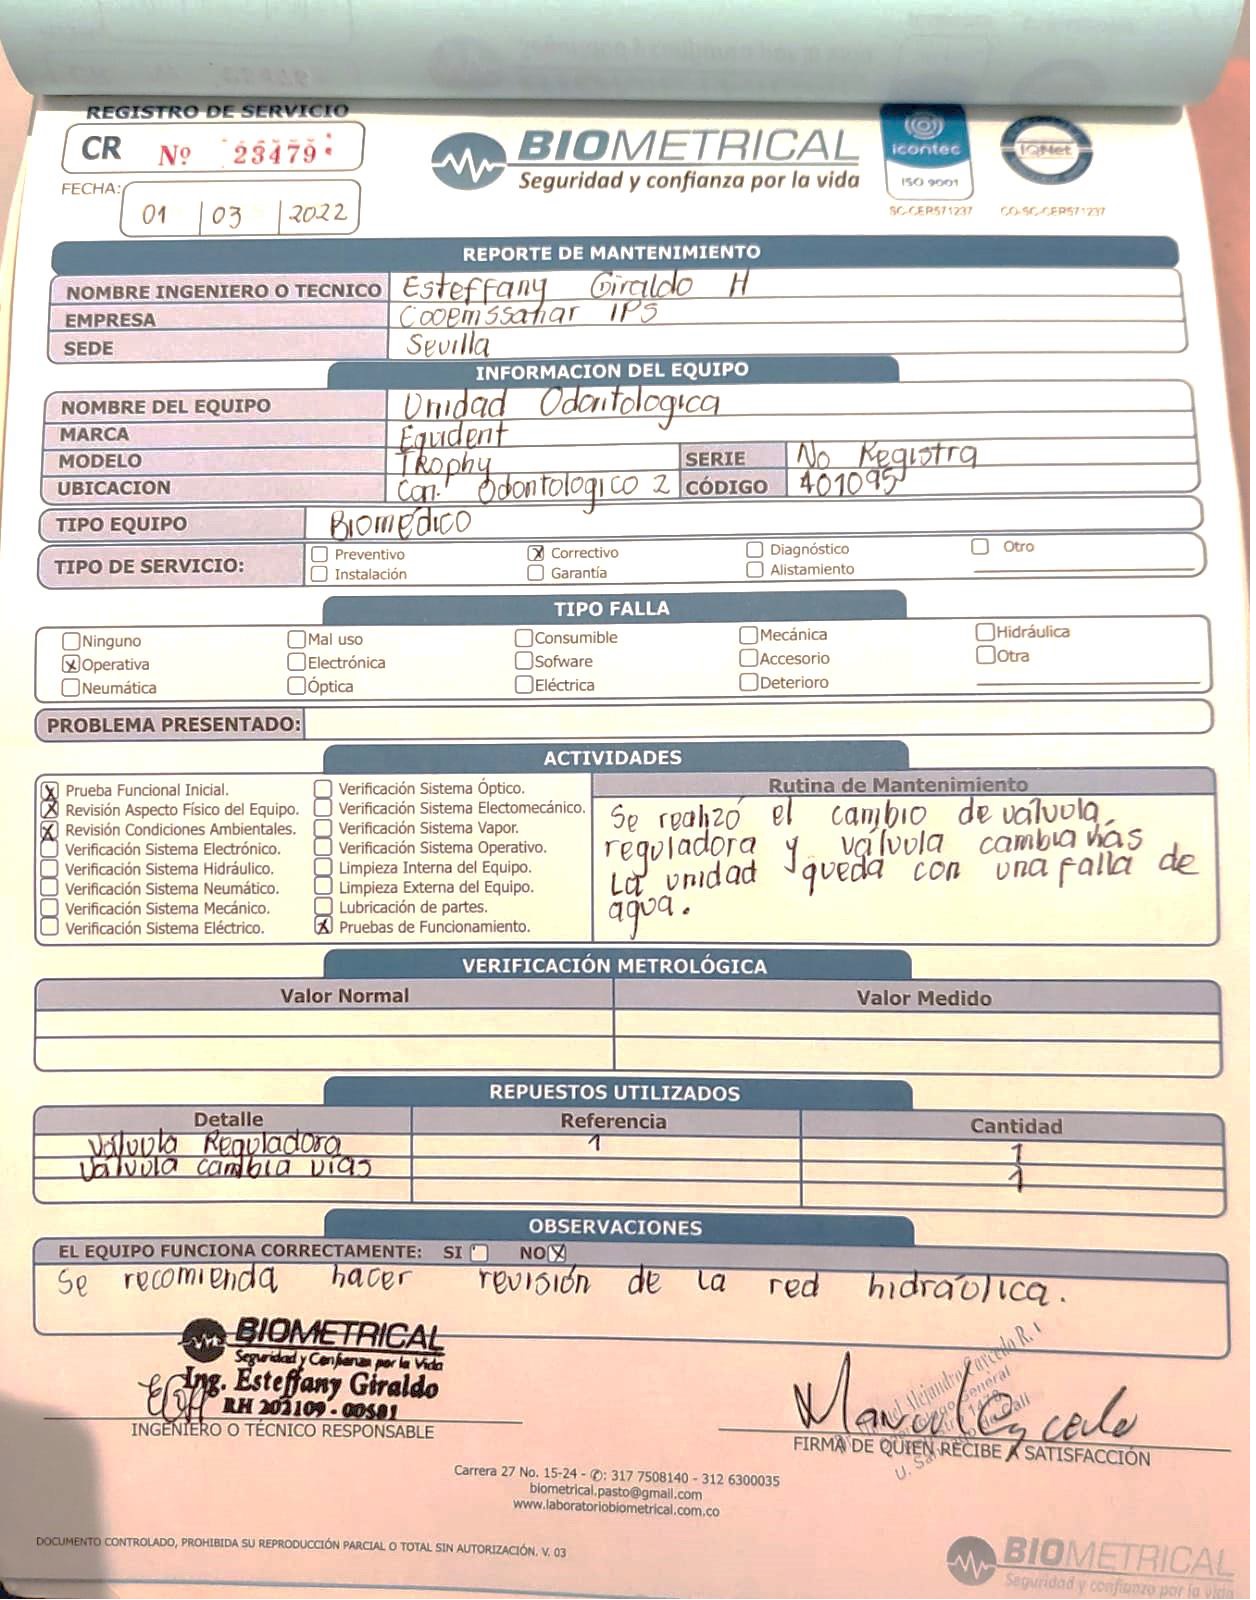 REGISTRO DE SERVICIO
CR Nº 23479
FECHA: 01 | 03 | 2022
BIOMETRICAL
Seguridad y confianza por la vida
icontec
ISO 9001
SC-CER571237
IQNet
CO-SC-CER571237
REPORTE DE MANTENIMIENTO
NOMBRE INGENIERO O TECNICO Esteffany Giraldo H
EMPRESA Cooemssanar IPS
SEDE Sevilla
INFORMACION DEL EQUIPO
NOMBRE DEL EQUIPO Unidad Odontologica
MARCA Equident
MODELO Trophy SERIE No Registra
UBICACION Con. Odontologico 2 CÓDIGO 401095
TIPO EQUIPO Biomédico
TIPO DE SERVICIO: Preventivo X Correctivo Diagnóstico Otro
Instalación Garantía Alistamiento
TIPO FALLA
Ninguno Mal uso Consumible Mecánica Hidráulica
X Operativa Electrónica Sofware Accesorio Otra
Neumática Óptica Eléctrica Deterioro
PROBLEMA PRESENTADO:
ACTIVIDADES
X Prueba Funcional Inicial.
X Revisión Aspecto Físico del Equipo.
X Revisión Condiciones Ambientales.
Verificación Sistema Electrónico.
Verificación Sistema Hidráulico.
Verificación Sistema Neumático.
Verificación Sistema Mecánico.
Verificación Sistema Eléctrico.
Verificación Sistema Óptico.
Verificación Sistema Electomecánico.
Verificación Sistema Vapor.
Verificación Sistema Operativo.
Limpieza Interna del Equipo.
Limpieza Externa del Equipo.
Lubricación de partes.
X Pruebas de Funcionamiento.
Rutina de Mantenimiento
Se realizó el cambio de válvula
reguladora y válvula cambia vías
La unidad queda con una falla de
agua.
VERIFICACIÓN METROLÓGICA
Valor Normal Valor Medido
REPUESTOS UTILIZADOS
Detalle Referencia Cantidad
Válvula Reguladora 1 1
Válvula cambia vías 1
OBSERVACIONES
EL EQUIPO FUNCIONA CORRECTAMENTE: SI NO X
Se recomienda hacer revisión de la red hidráulica.
BIOMETRICAL
Seguridad y Confianza por la Vida
Ing. Esteffany Giraldo
RH 202109 - 00581
INGENIERO O TÉCNICO RESPONSABLE
Manuel Caycedo
FIRMA DE QUIEN RECIBE A SATISFACCIÓN
Carrera 27 No. 15-24 - ✆: 317 7508140 - 312 6300035
biometrical.pasto@gmail.com
www.laboratoriobiometrical.com.co
DOCUMENTO CONTROLADO, PROHIBIDA SU REPRODUCCIÓN PARCIAL O TOTAL SIN AUTORIZACIÓN. V. 03
BIOMETRICAL
Seguridad y confianza por la vida